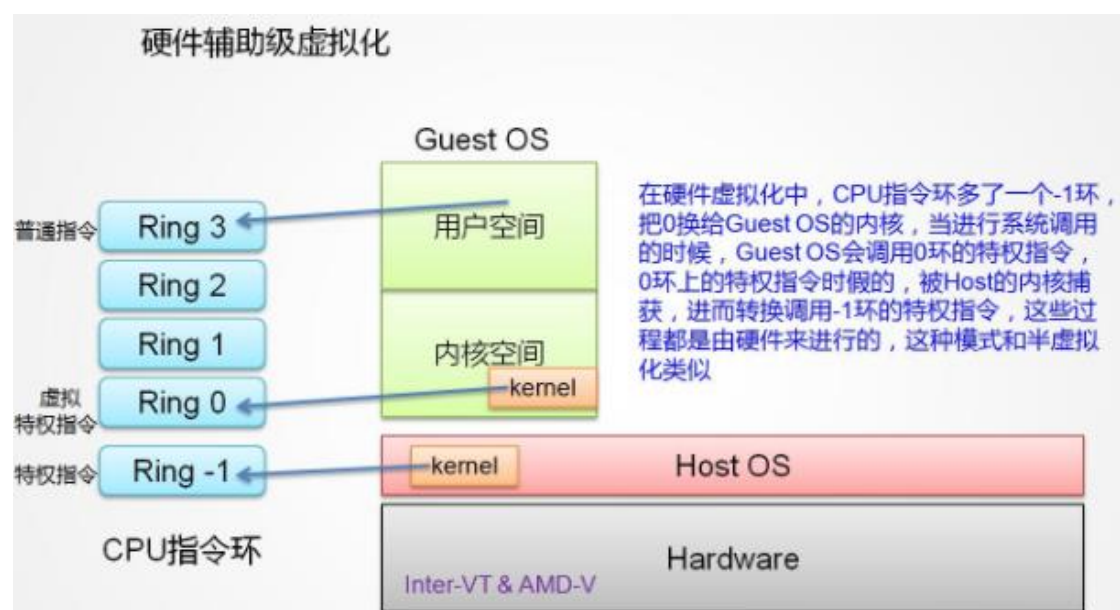 硬件辅助级虚拟化
Guest OS
普通指令
Ring 3
用户空间
Ring 2
Ring 1
内核空间
kernel
虚拟
特权指令
Ring 0
特权指令
Ring -1
kernel
Host OS
CPU指令环
Hardware
Inter-VT & AMD-V
在硬件虚拟化中，CPU指令环多了一个-1环，
把0换给Guest OS的内核，当进行系统调用
的时候，Guest OS会调用0环的特权指令，
0环上的特权指令时假的，被Host的内核捕
获，进而转换调用-1环的特权指令，这些过
程都是由硬件来进行的，这种模式和半虚拟
化类似